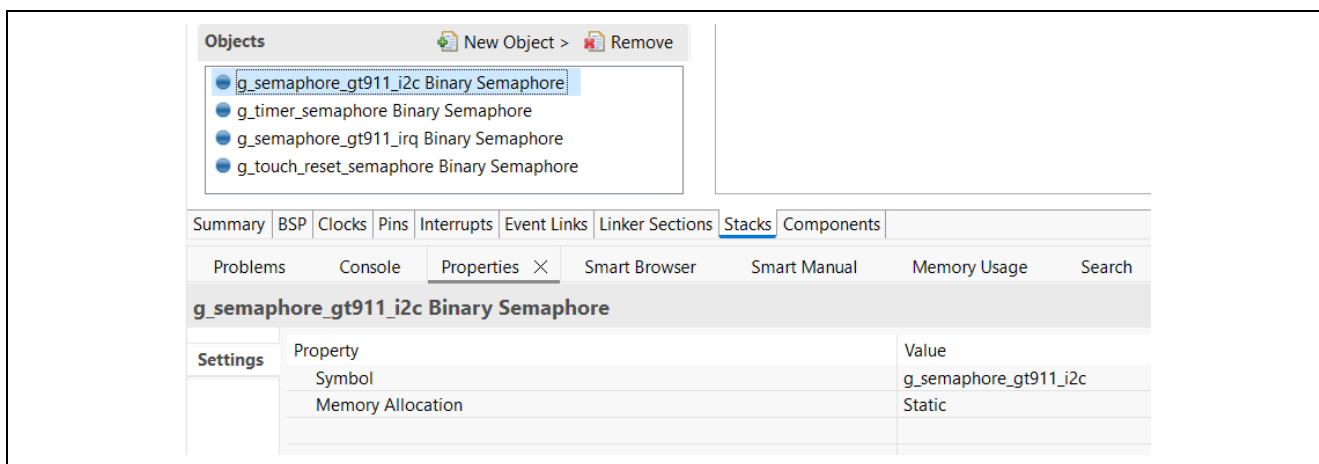 Objects New Object > Remove
g_semaphore_gt911_i2c Binary Semaphore
g_timer_semaphore Binary Semaphore
g_semaphore_gt911_irq Binary Semaphore
g_touch_reset_semaphore Binary Semaphore
Summary BSP Clocks Pins Interrupts Event Links Linker Sections Stacks Components
Problems Console Properties Smart Browser Smart Manual Memory Usage Search
g_semaphore_gt911_i2c Binary Semaphore
Settings Property Value
Symbol g_semaphore_gt911_i2c
Memory Allocation Static